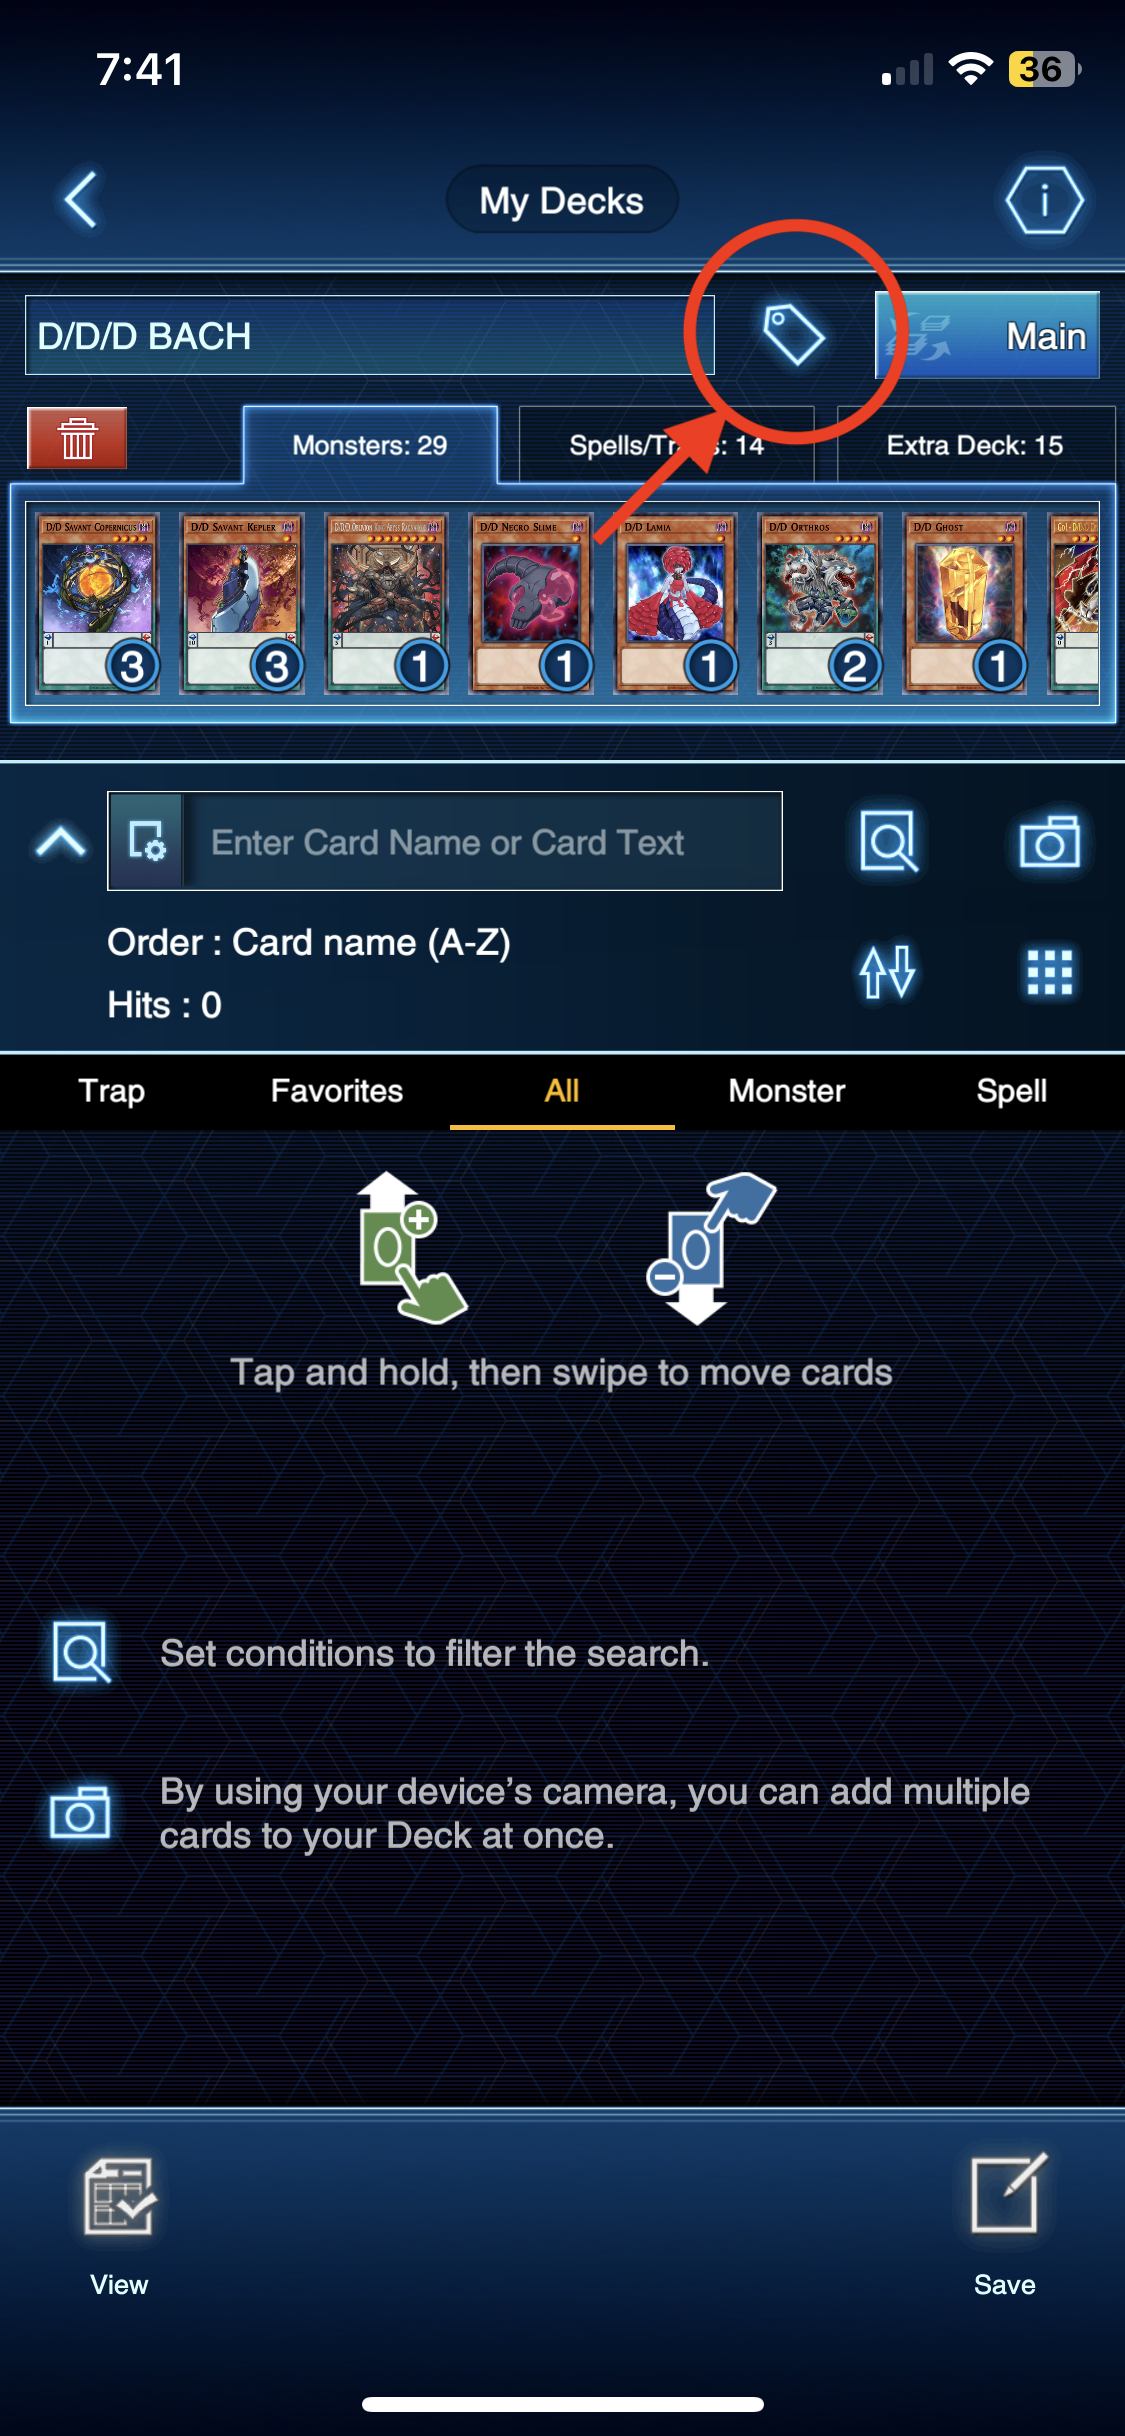 7:41
36
My Decks
D/D/D BACH
Main
Monsters: 29
Spells/Tr s: 14
Extra Deck: 15
D/D SAVANT COPERNICUS
D/D SAVANT KEPLER
D/D/D OBLIVION KING ABYSS RAGNAROK
D/D NECRO SLIME
D/D LAMIA
D/D ORTHROS
D/D GHOST
3
3
1
1
1
2
1
Enter Card Name or Card Text
Order : Card name (A-Z)
Hits : 0
Trap
Favorites
All
Monster
Spell
Tap and hold, then swipe to move cards
Set conditions to filter the search.
By using your device’s camera, you can add multiple
cards to your Deck at once.
View
Save